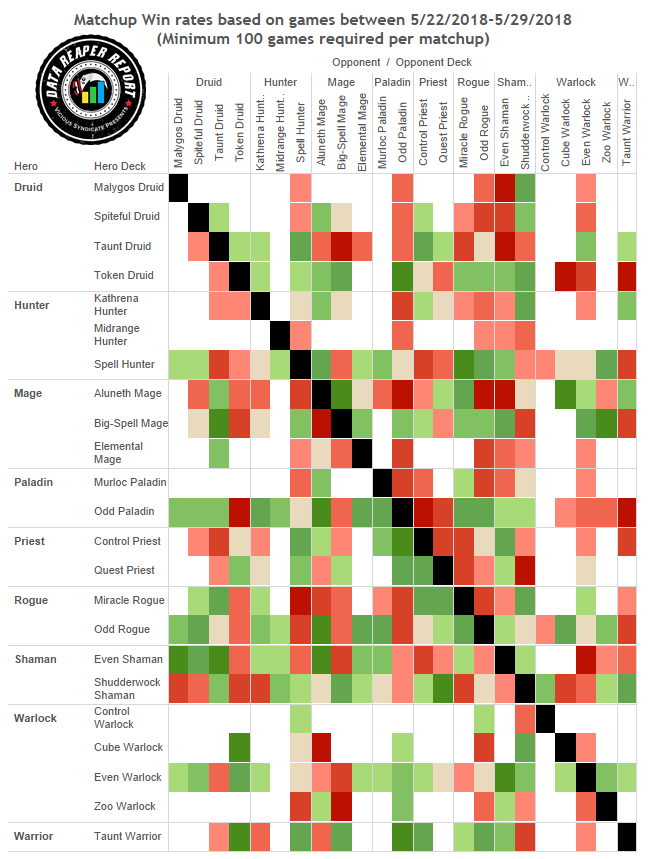 Matchup Win rates based on games between 5/22/2018-5/29/2018
(Minimum 100 games required per matchup)
DATA REAPER REPORT
VICIOUS SYNDICATE PRESENTS
Opponent / Opponent Deck
Druid Hunter Mage Paladin Priest Rogue Sham.. Warlock W..
Malygos Druid
Spiteful Druid
Taunt Druid
Token Druid
Kathrena Hunt..
Midrange Hunt..
Spell Hunter
Aluneth Mage
Big-Spell Mage
Elemental Mage
Murloc Paladin
Odd Paladin
Control Priest
Quest Priest
Miracle Rogue
Odd Rogue
Even Shaman
Shudderwock..
Control Warlock
Cube Warlock
Even Warlock
Zoo Warlock
Taunt Warrior
Hero Hero Deck
Druid Malygos Druid
Spiteful Druid
Taunt Druid
Token Druid
Hunter Kathrena
Hunter
Midrange
Hunter
Spell Hunter
Mage Aluneth Mage
Big-Spell Mage
Elemental
Mage
Paladin Murloc Paladin
Odd Paladin
Priest Control Priest
Quest Priest
Rogue Miracle Rogue
Odd Rogue
Shaman Even Shaman
Shudderwock
Shaman
Warlock Control
Warlock
Cube Warlock
Even Warlock
Zoo Warlock
Warrior Taunt Warrior